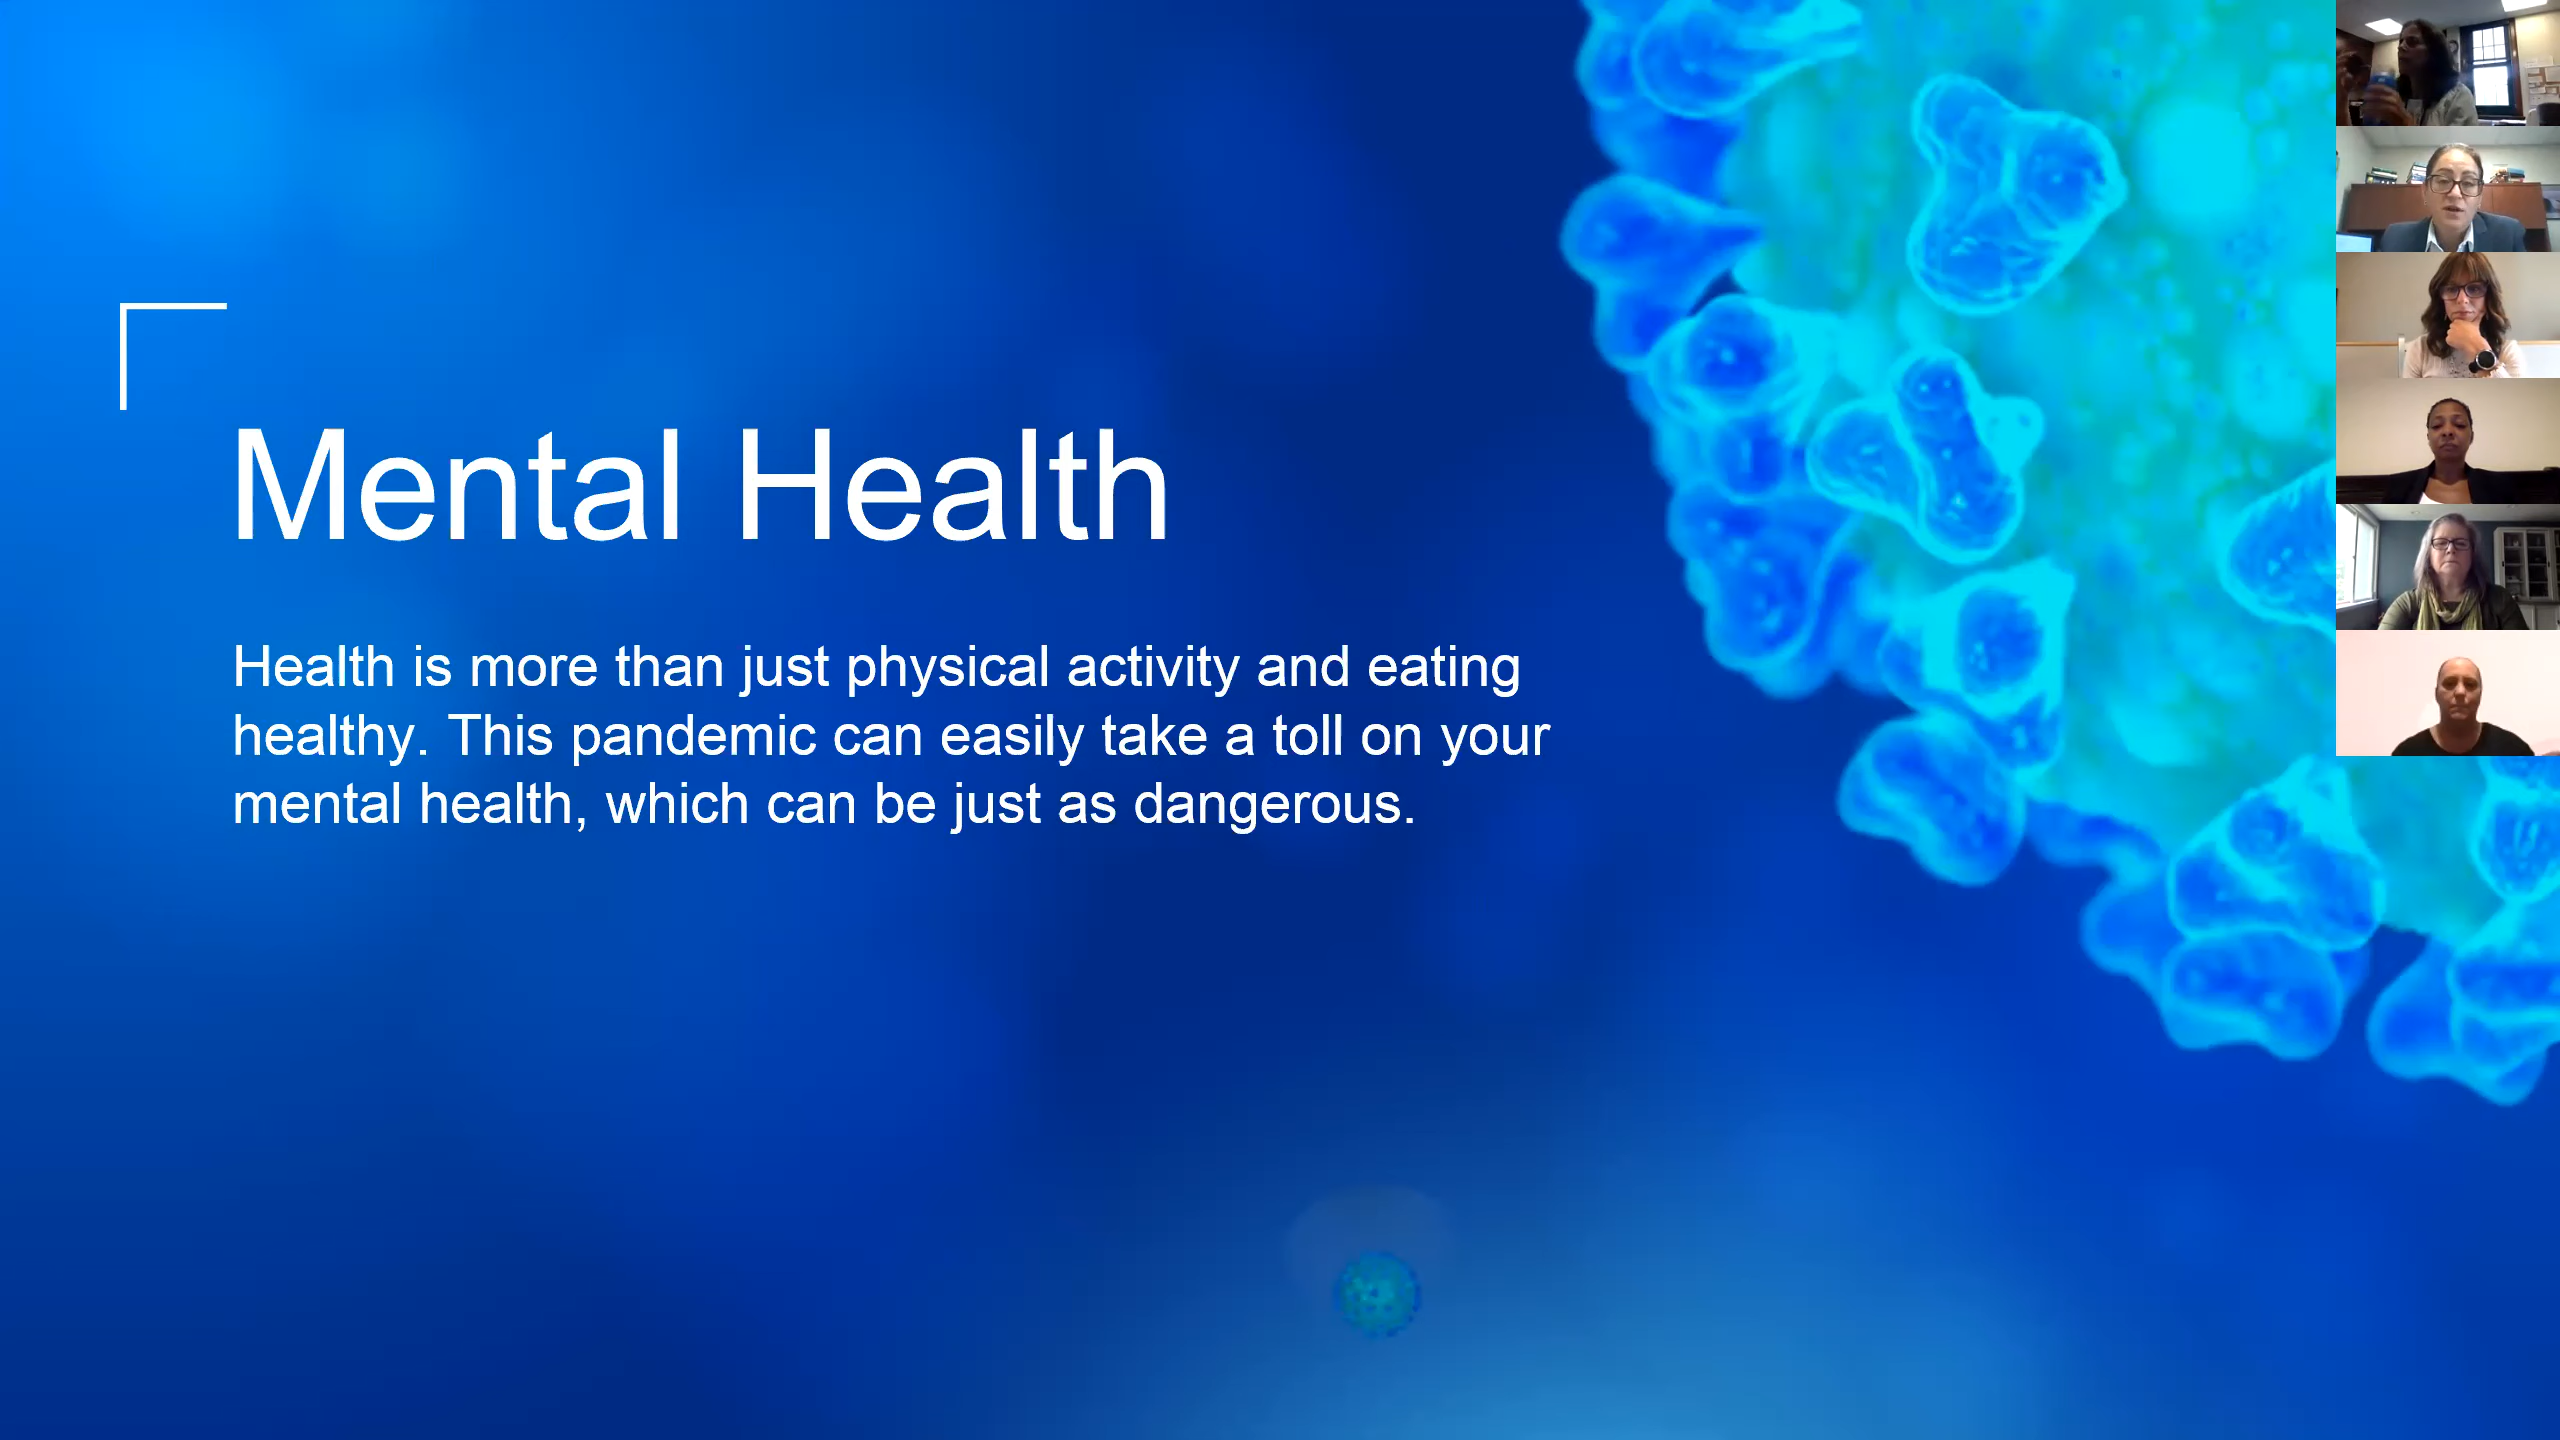 Mental Health
Health is more than just physical activity and eating
healthy. This pandemic can easily take a toll on your
mental health, which can be just as dangerous.